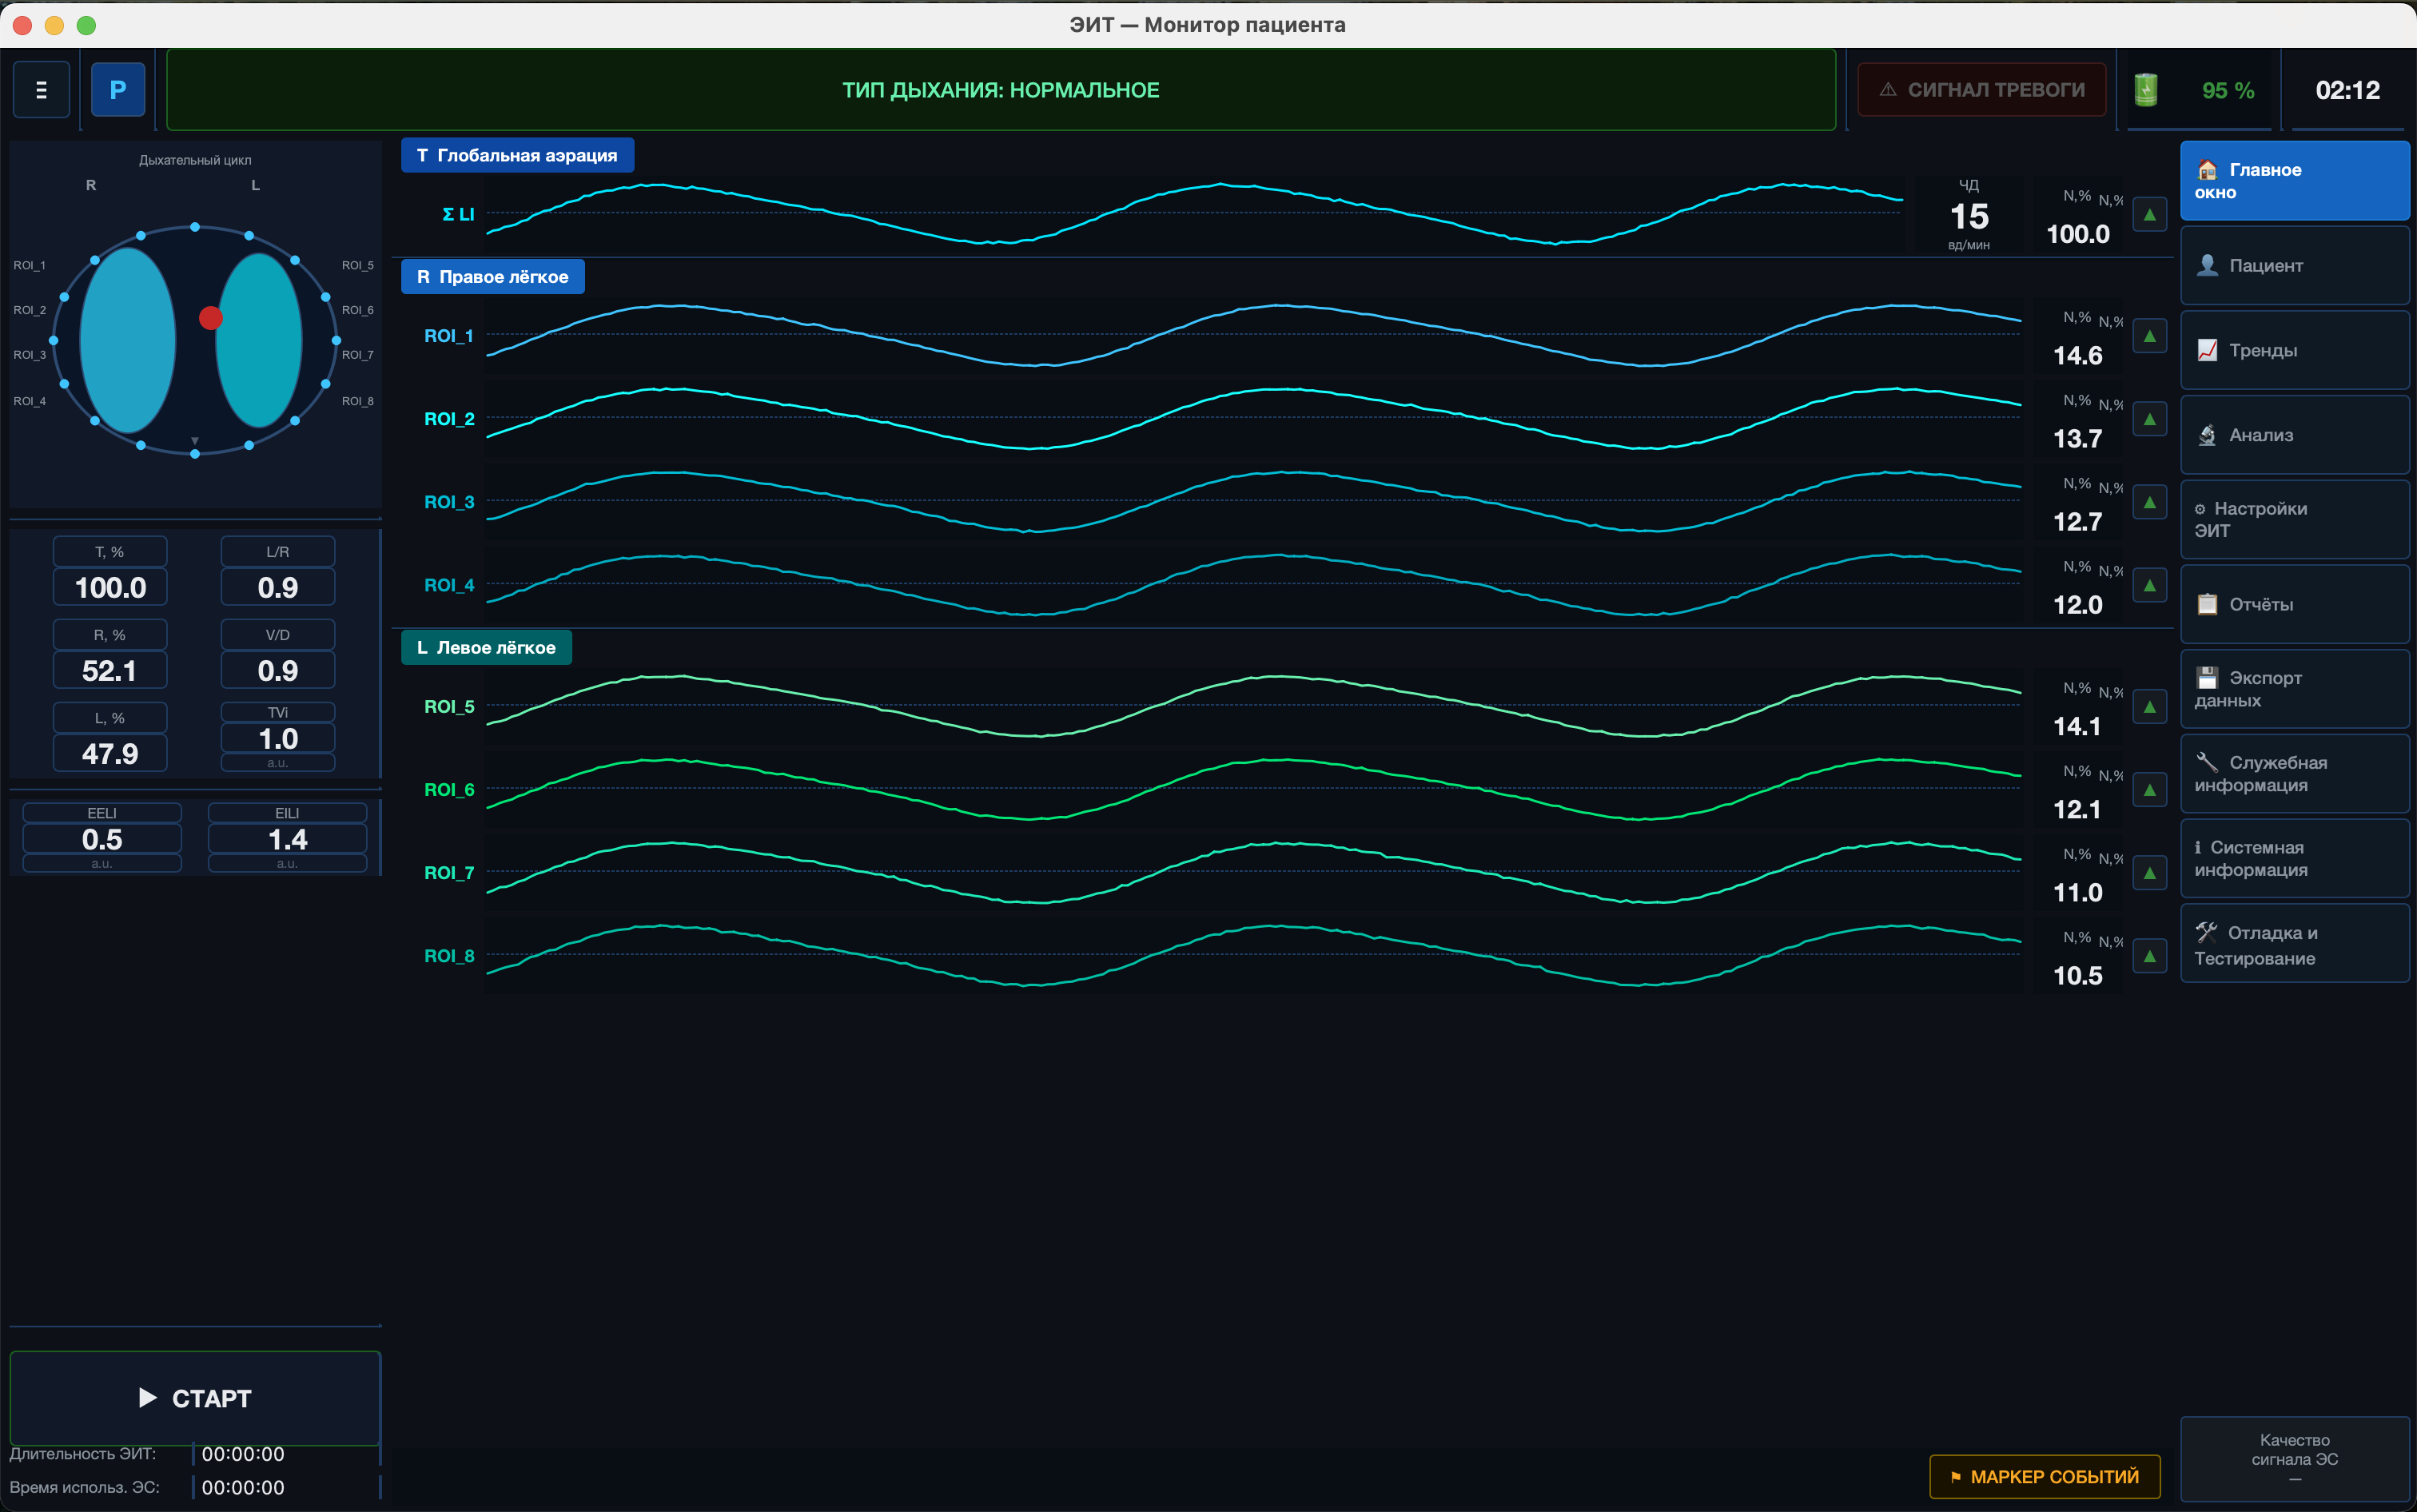 ЭИТ — Монитор пациента
P
ТИП ДЫХАНИЯ: НОРМАЛЬНОЕ
⚠ СИГНАЛ ТРЕВОГИ
95 %
02:12
Дыхательный цикл
R L
ROI_1 ROI_5
ROI_2 ROI_6
ROI_3 ROI_7
ROI_4 ROI_8
T, % L/R
100.0 0.9
R, % V/D
52.1 0.9
L, % TVi
47.9 1.0
a.u.
EELI EILI
0.5 1.4
a.u. a.u.
▶ СТАРТ
Длительность ЭИТ: 00:00:00
Время использ. ЭС: 00:00:00
T Глобальная аэрация
Σ LI
ЧД
15
вд/мин
N,% N,%
100.0
R Правое лёгкое
ROI_1 N,% N,%
14.6
ROI_2 N,% N,%
13.7
ROI_3 N,% N,%
12.7
ROI_4 N,% N,%
12.0
L Левое лёгкое
ROI_5 N,% N,%
14.1
ROI_6 N,% N,%
12.1
ROI_7 N,% N,%
11.0
ROI_8 N,% N,%
10.5
⚑ МАРКЕР СОБЫТИЙ
Главное
окно
Пациент
Тренды
Анализ
⚙ Настройки
ЭИТ
Отчёты
Экспорт
данных
Служебная
информация
ℹ Системная
информация
Отладка и
Тестирование
Качество
сигнала ЭС
—